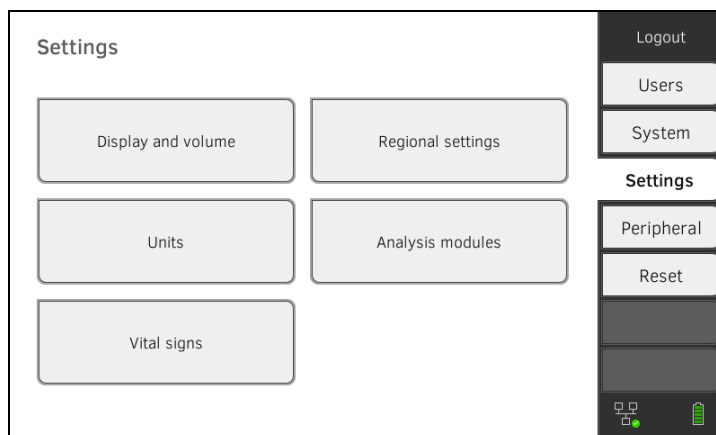 Settings
Display and volume
Regional settings
Units
Analysis modules
Vital signs
Logout
Users
System
Settings
Peripheral
Reset